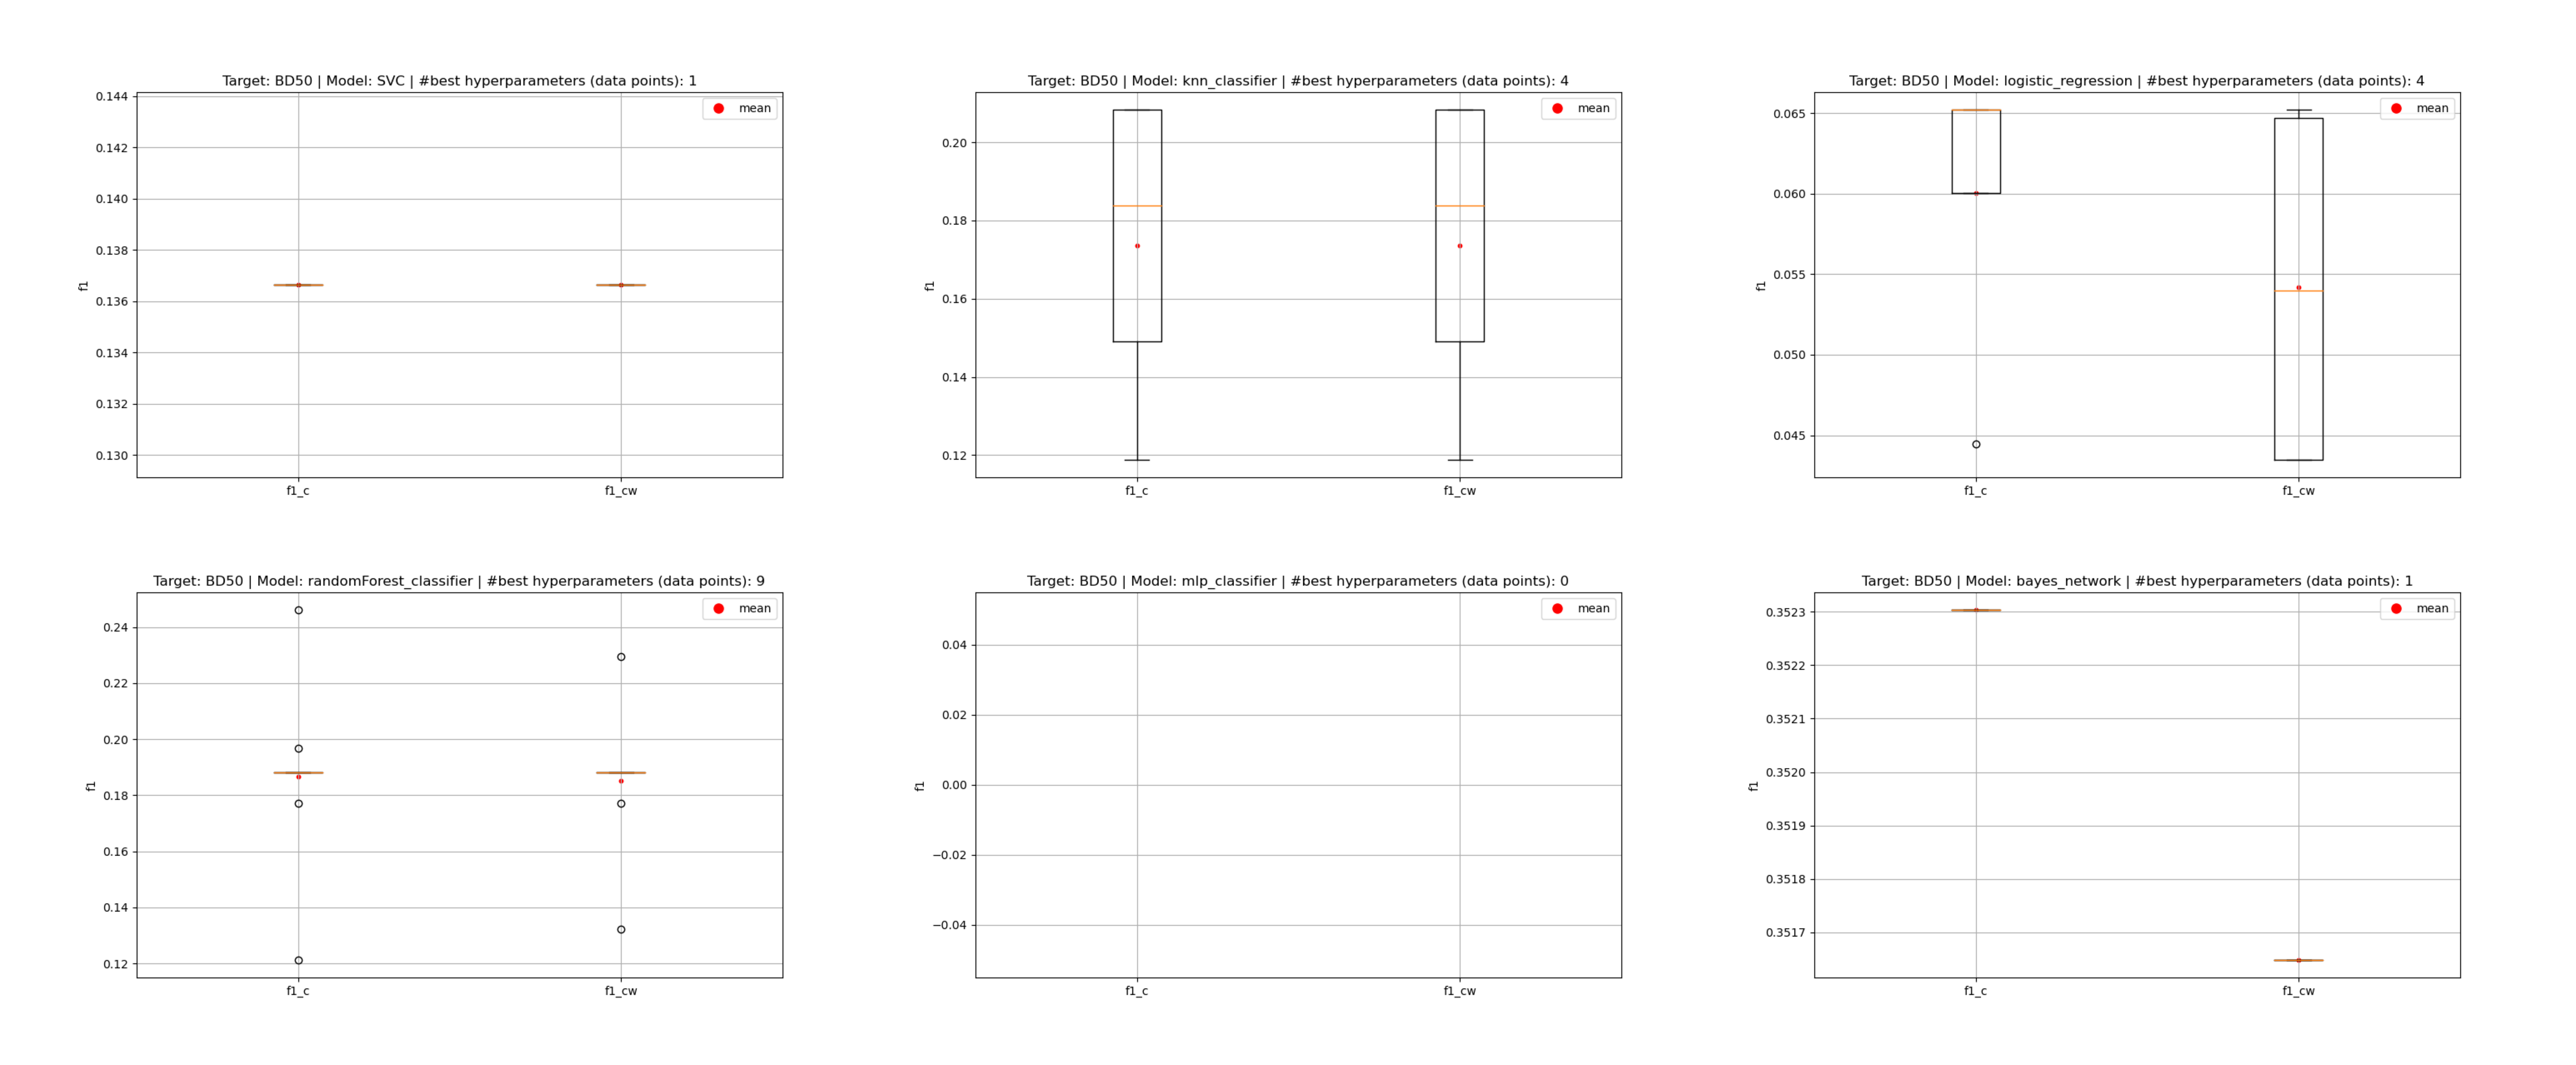 Target: BD50 | Model: SVC | #best hyperparameters (data points): 1
mean
0.144
0.142
0.140
0.138
0.136
0.134
0.132
0.130
f1
f1_c
f1_cw
Target: BD50 | Model: knn_classifier | #best hyperparameters (data points): 4
mean
0.20
0.18
0.16
0.14
0.12
f1
f1_c
f1_cw
Target: BD50 | Model: logistic_regression | #best hyperparameters (data points): 4
mean
0.065
0.060
0.055
0.050
0.045
f1
f1_c
f1_cw
Target: BD50 | Model: randomForest_classifier | #best hyperparameters (data points): 9
mean
0.24
0.22
0.20
0.18
0.16
0.14
0.12
f1
f1_c
f1_cw
Target: BD50 | Model: mlp_classifier | #best hyperparameters (data points): 0
mean
0.04
0.02
0.00
−0.02
−0.04
f1
f1_c
f1_cw
Target: BD50 | Model: bayes_network | #best hyperparameters (data points): 1
mean
0.3523
0.3522
0.3521
0.3520
0.3519
0.3518
0.3517
f1
f1_c
f1_cw